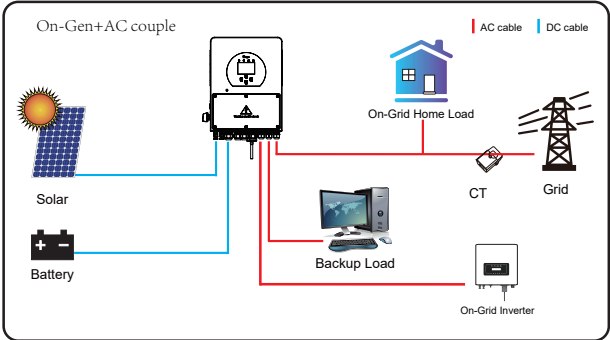 On-Gen+AC couple
AC cable
DC cable
On-Grid Home Load
Solar
CT
Grid
Battery
Backup Load
On-Grid Inverter